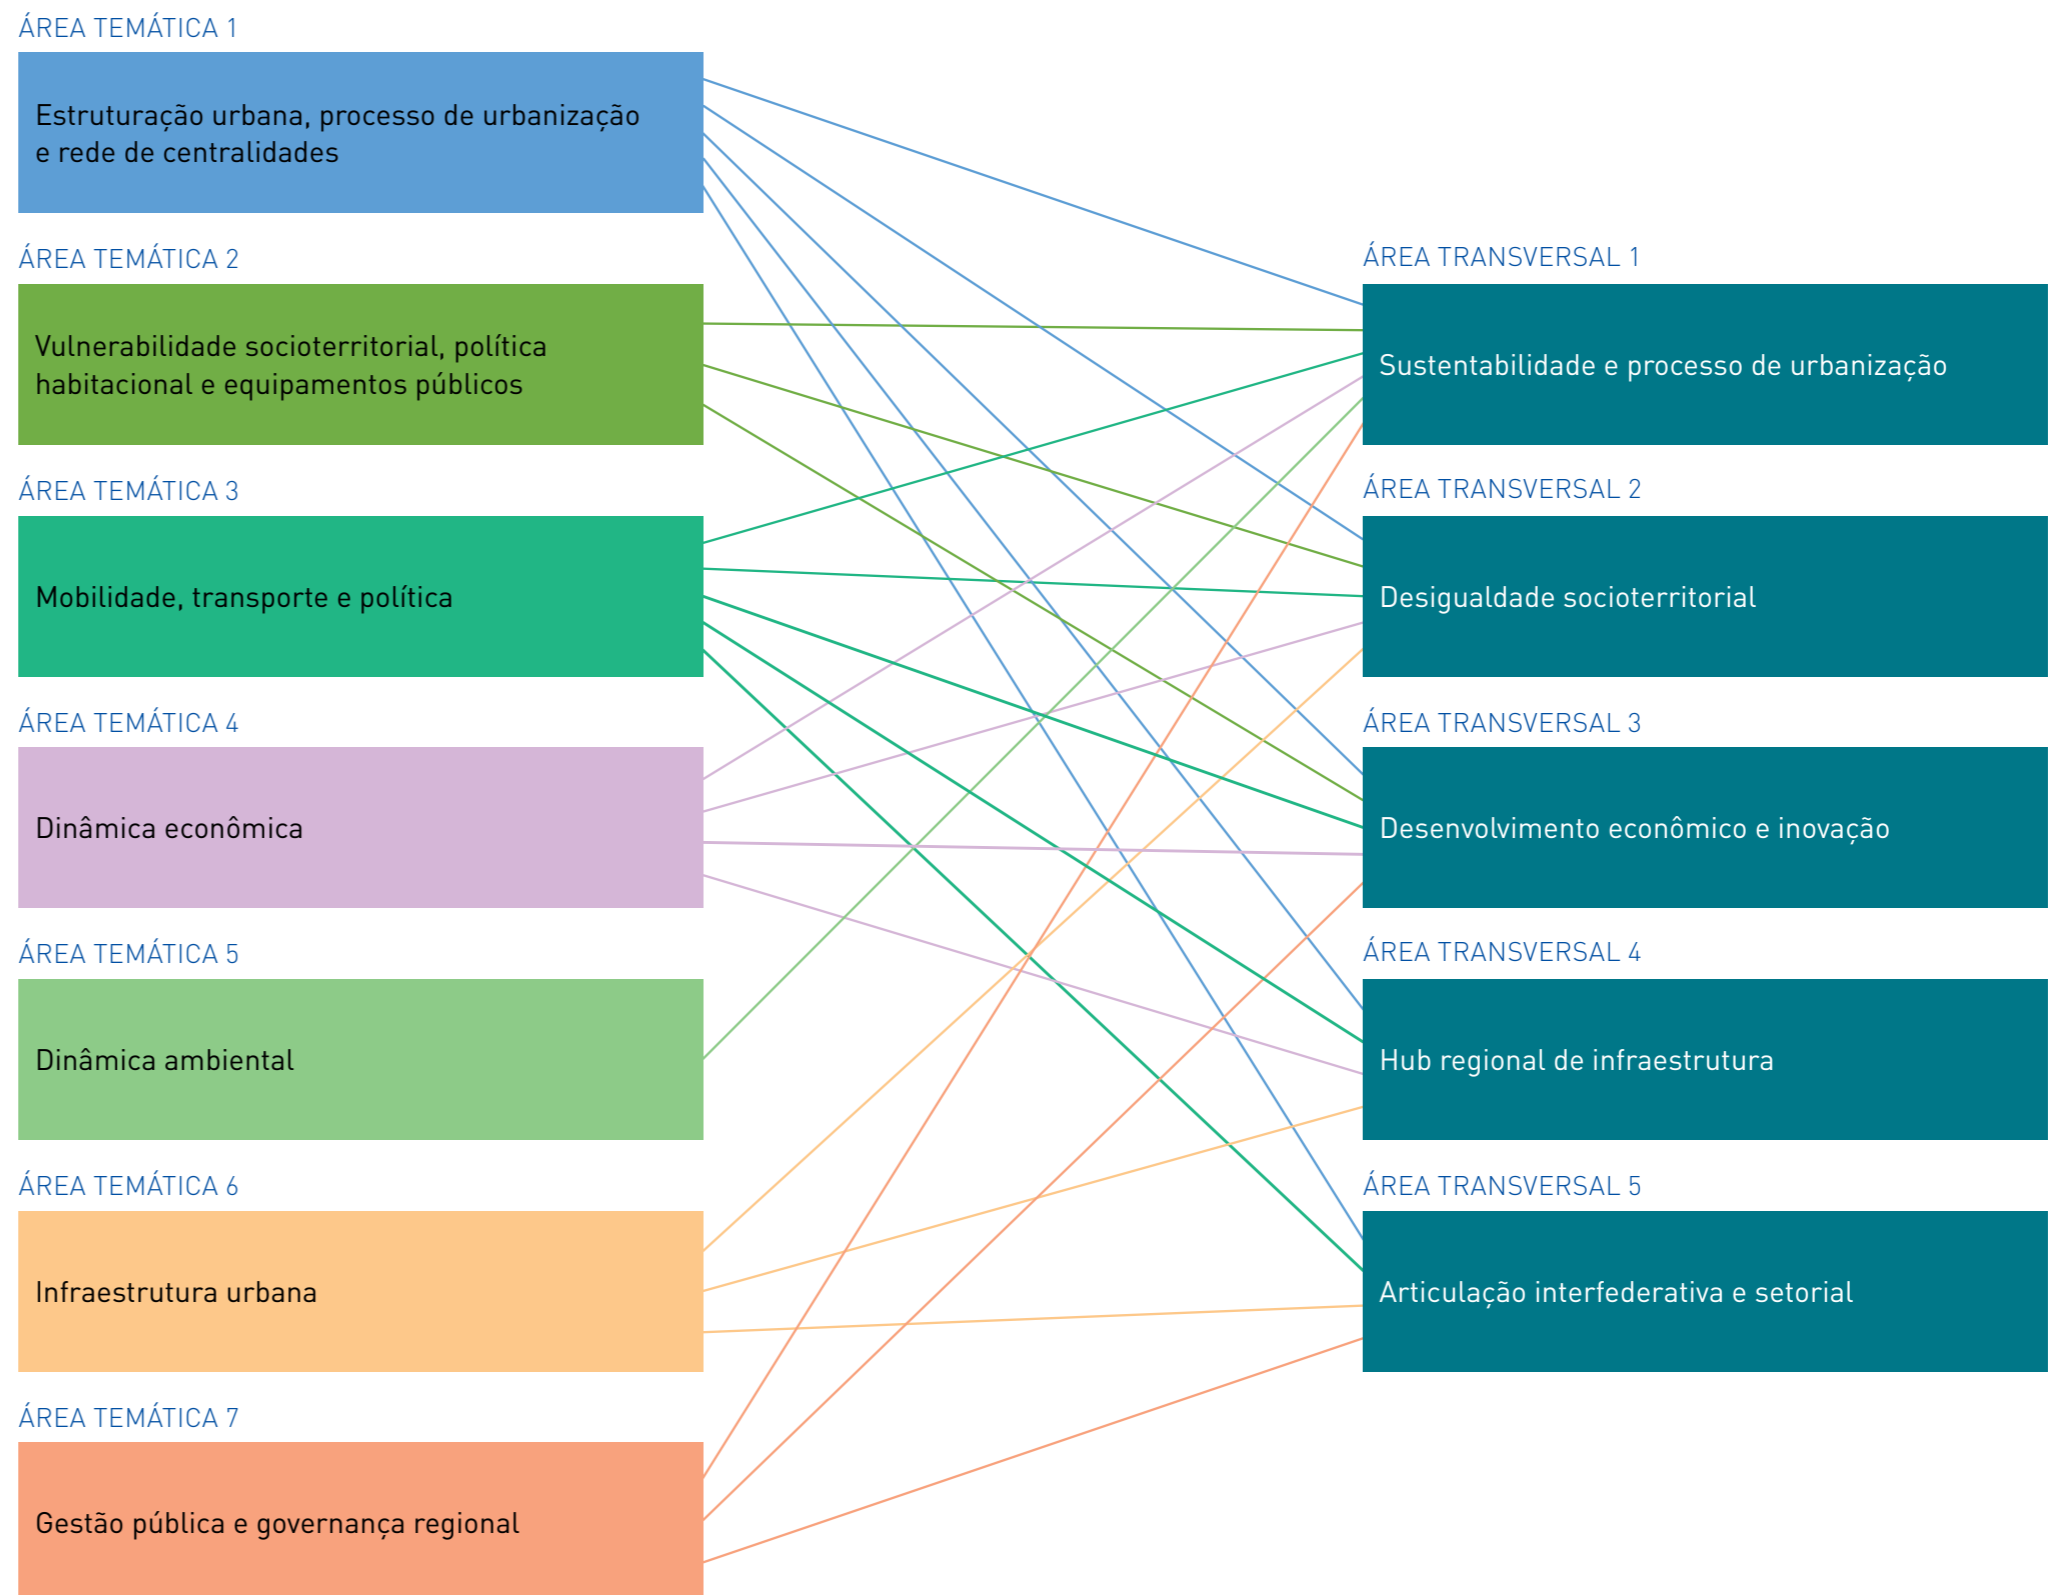 ÁREA TEMÁTICA 1
Estruturação urbana, processo de urbanização
e rede de centralidades
ÁREA TEMÁTICA 2
Vulnerabilidade socioterritorial, política
habitacional e equipamentos públicos
ÁREA TEMÁTICA 3
Mobilidade, transporte e política
ÁREA TEMÁTICA 4
Dinâmica econômica
ÁREA TEMÁTICA 5
Dinâmica ambiental
ÁREA TEMÁTICA 6
Infraestrutura urbana
ÁREA TEMÁTICA 7
Gestão pública e governança regional
ÁREA TRANSVERSAL 1
Sustentabilidade e processo de urbanização
ÁREA TRANSVERSAL 2
Desigualdade socioterritorial
ÁREA TRANSVERSAL 3
Desenvolvimento econômico e inovação
ÁREA TRANSVERSAL 4
Hub regional de infraestrutura
ÁREA TRANSVERSAL 5
Articulação interfederativa e setorial